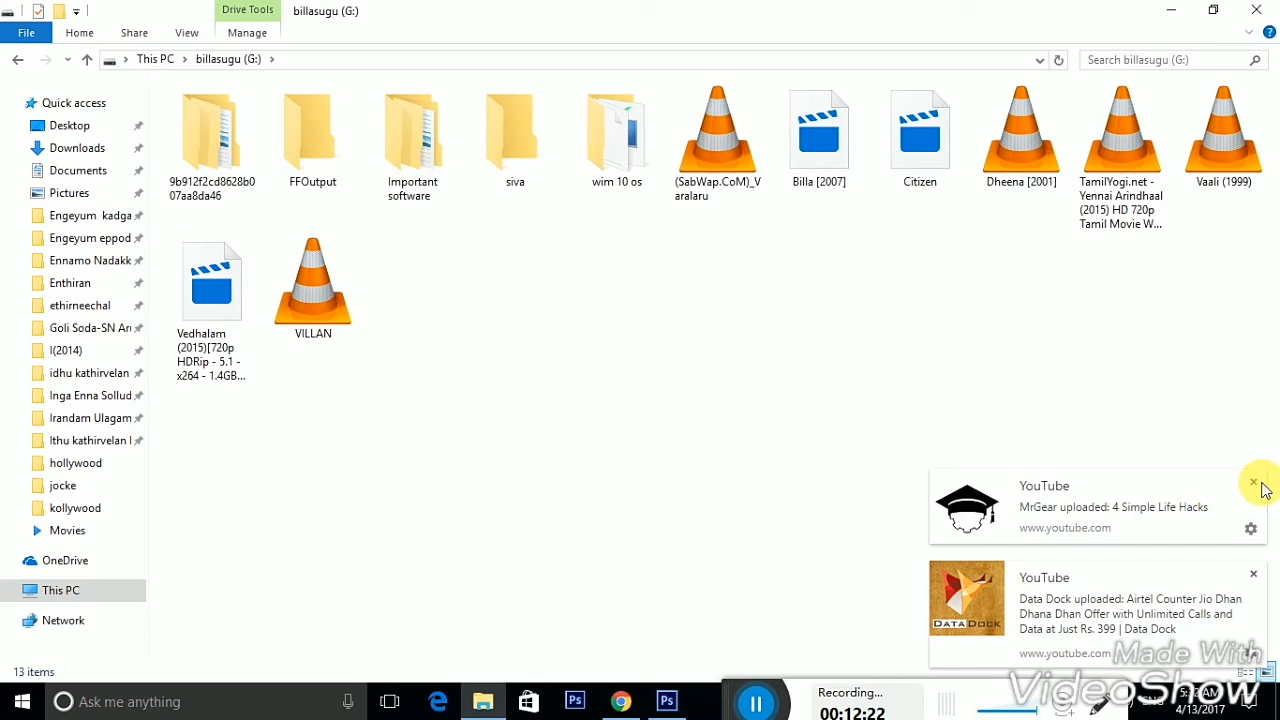 Drive Tools
billasugu (G:)
File
Home
Share
View
Manage
This PC
billasugu (G:)
Search billasugu (G:)
Quick access
Desktop
Downloads
Documents
Pictures
Engeyum kadga
Engeyum eppod
Ennamo Nadakk
Enthiran
ethirneechal
Goli Soda-SN Aru
I(2014)
idhu kathirvelan
Inga Enna Sollud
Irandam Ulagam
Ithu kathirvelan l
hollywood
jocke
kollywood
Movies
OneDrive
This PC
Network
9b912f2cd8628b0
07aa8da46
FFOutput
Important
software
siva
wim 10 os
(SabWap.CoM)_V
aralaru
Billa [2007]
Citizen
Dheena [2001]
TamilYogi.net -
Yennai Arindhaal
(2015) HD 720p
Tamil Movie W...
Vaali (1999)
Vedhalam
(2015)[720p
HDRip - 5.1 -
x264 - 1.4GB...
VILLAN
YouTube
MrGear uploaded: 4 Simple Life Hacks
www.youtube.com
YouTube
Data Dock uploaded: Airtel Counter Jio Dhan
Dhana Dhan Offer with Unlimited Calls and
Data at Just Rs. 399 | Data Dock
www.youtube.com
DATA DOCK
13 items
Made With
VideoShow
Ask me anything
Recording...
00:12:22
ENG
AM
4/13/2017